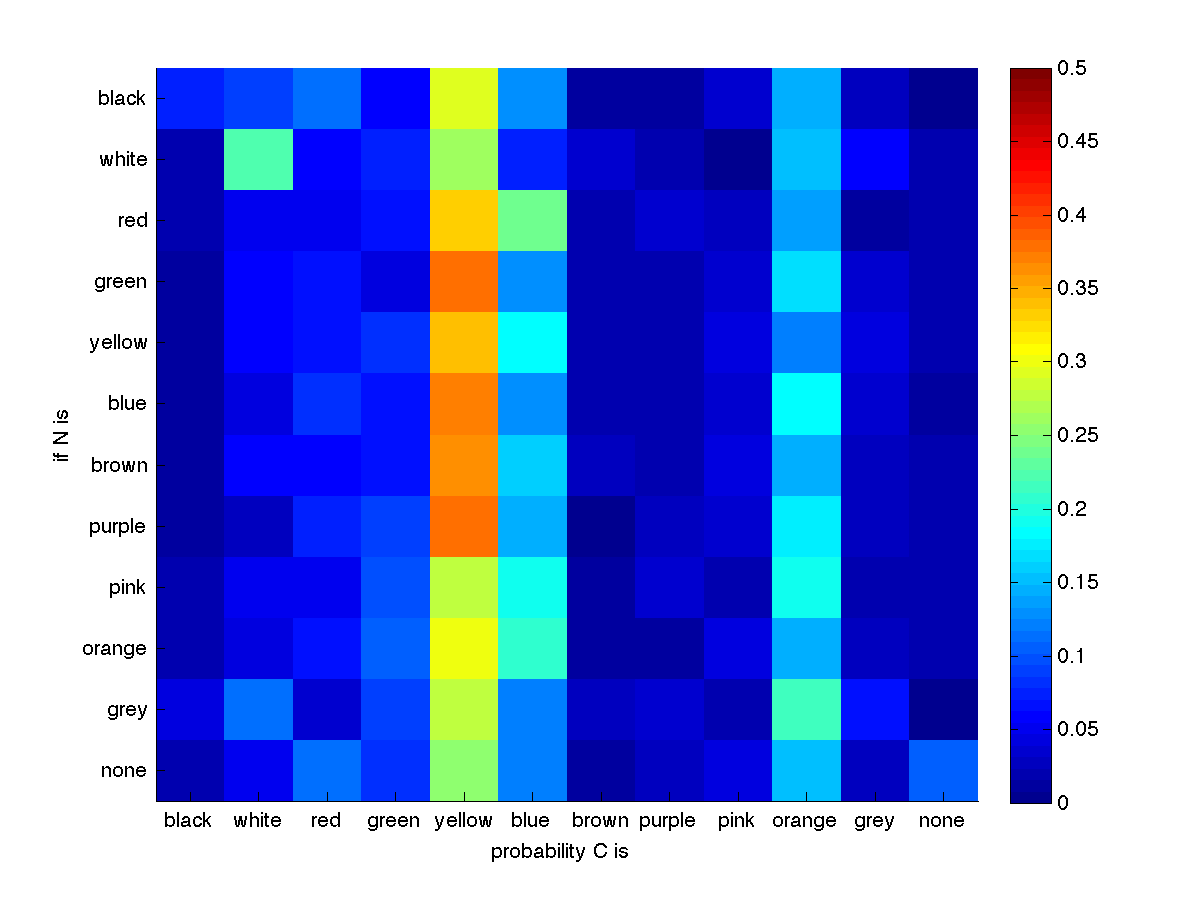 black
white
red
green
yellow
blue
brown
purple
pink
orange
grey
none
if N is
black white red green yellow blue brown purple pink orange grey none
probability C is
0.5
0.45
0.4
0.35
0.3
0.25
0.2
0.15
0.1
0.05
0